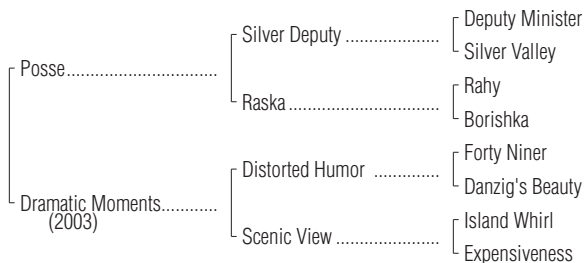 Deputy Minister
Silver Deputy ......................
Silver Valley
Posse................................
Rahy
Raska ................................
Borishka
Forty Niner
Distorted Humor ..............
Danzig's Beauty
Dramatic Moments............
(2003)
Island Whirl
Scenic View ......................
Expensiveness